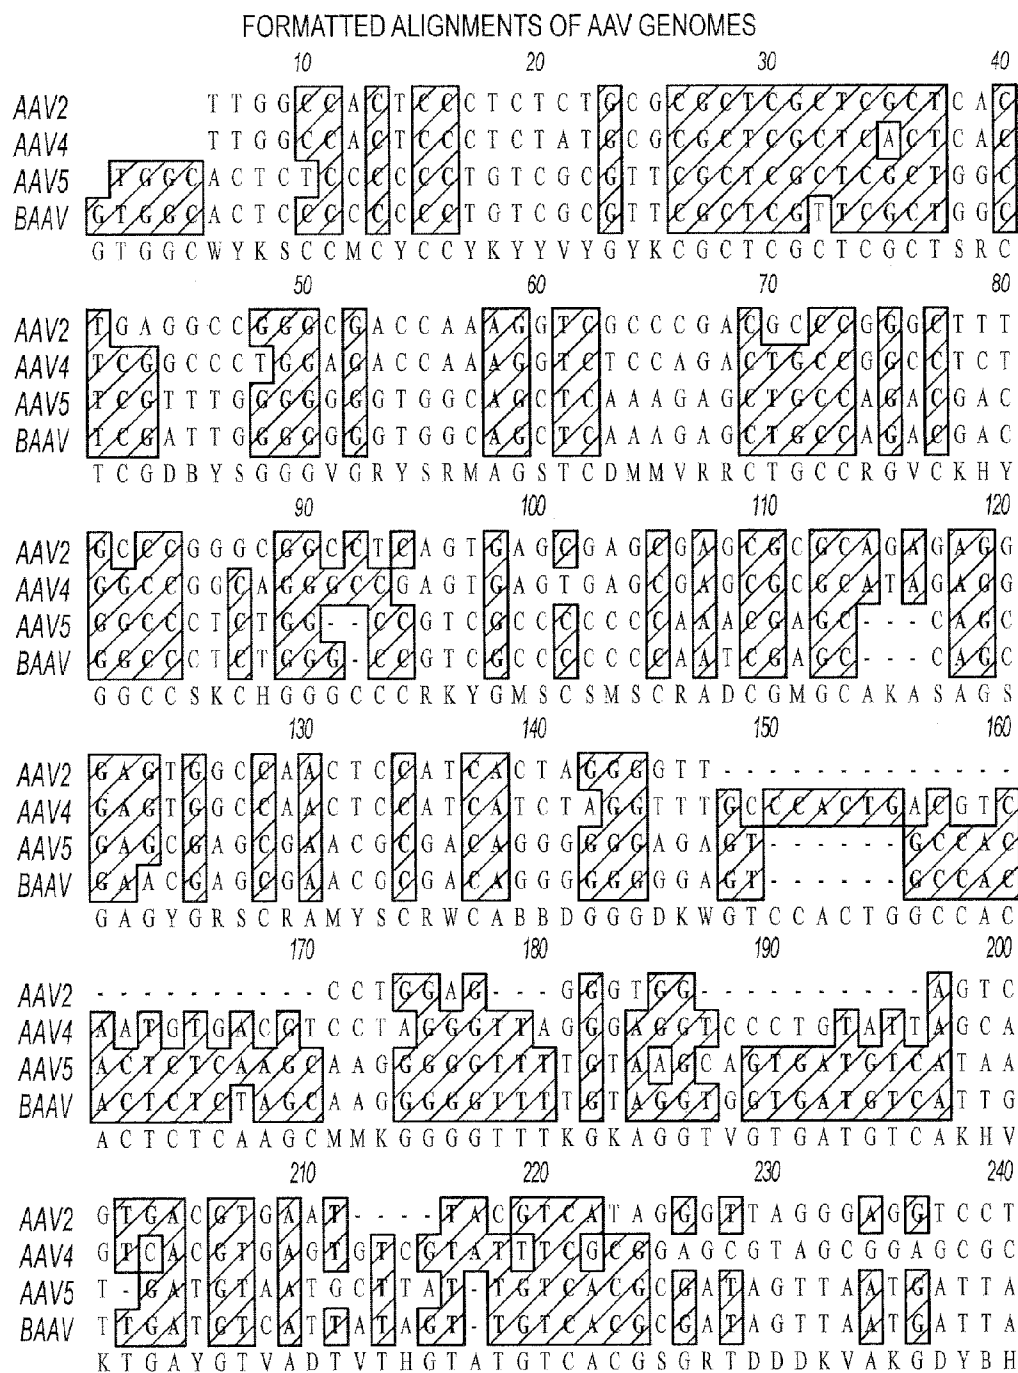 FORMATTED ALIGNMENTS OF AAV GENOMES
10 20 30 40
AAV2 T T G G C C A C T C C C T C T C T G C G C G C T C G C T C G C T C A C
AAV4 T T G G C C A C T C C C T C T A T G C G C G C T C G C T C A C T C A C
AAV5 T G G C A C T C T C C C C C C T G T C G C G T T C G C T C G C T C G C T G G C
BAAV G T G G C A C T C C C C C C C C T G T C G C G T T C G C T C G T T C G C T G G C
G T G G C W Y K S C C M C Y C C Y K Y Y V Y G Y K C G C T C G C T C G C T S R C
50 60 70 80
AAV2 T G A G G C C G G G C G A C C A A A G G T C G C C C G A C G C C C G G G C T T T
AAV4 T C G G C C C T G G A G A C C A A A G G T C T C C A G A C T G C C G G C C T C T
AAV5 T C G T T T G G G G G G G T G G C A G C T C A A A G A G C T G C C A G A C G A C
BAAV T C G A T T G G G G G G G T G G C A G C T C A A A G A G C T G C C A G A C G A C
T C G D B Y S G G G V G R Y S R M A G S T C D M M V R R C T G C C R G V C K H Y
90 100 110 120
AAV2 G C C C G G G C G G C C T C A G T G A G C G A G C G A G C G C G C A G A G A G G
AAV4 G G C C G G C A G G G C C G A G T G A G T G A G C G A G C G C G C A T A G A G G
AAV5 G G C C C T C T G G - - C C G T C G C C C C C C C A A A C G A G C - - - C A G C
BAAV G G C C C T C T G G G - C C G T C G C C C C C C C A A T C G A G C - - - C A G C
G G C C S K C H G G G C C C R K Y G M S C S M S C R A D C G M G C A K A S A G S
130 140 150 160
AAV2 G A G T G G C C A A C T C C A T C A C T A G G G G T T - - - - - - - - - - - - -
AAV4 G A G T G G C C A A C T C C A T C A T C T A G G T T T G C C C A C T G A C G T C
AAV5 G A G C G A G C G A A C G C G A C A G G G G G G A G A G T - - - - - - G C C A C
BAAV G A A C G A G C G A A C G C G A C A G G G G G G G G A G T - - - - - - G C C A C
G A G Y G R S C R A M Y S C R W C A B B D G G G D K W G T C C A C T G G C C A C
170 180 190 200
AAV2 - - - - - - - - - - C C T G G A G - - - G G G T G G - - - - - - - - - - A G T C
AAV4 A A T G T G A C G T C C T A G G G T T A G G G A G G T C C C T G T A T T A G C A
AAV5 A C T C T C A A G C A A G G G G G T T T T G T A A G C A G T G A T G T C A T A A
BAAV A C T C T C T A G C A A G G G G G T T T T G T A G G T G G T G A T G T C A T T G
A C T C T C A A G C M M K G G G G T T T K G K A G G T V G T G A T G T C A K H V
210 220 230 240
AAV2 G T G A C G T G A A T - - - - T A C G T C A T A G G G T T A G G G A G G T C C T
AAV4 G T C A C G T G A G T G T C G T A T T T C G C G G A G C G T A G C G G A G C G C
AAV5 T - G A T G T A A T G C T T A T - T G T C A C G C G A T A G T T A A T G A T T A
BAAV T T G A T G T C A T T A T A G T - T G T C A C G C G A T A G T T A A T G A T T A
K T G A Y G T V A D T V T H G T A T G T C A C G S G R T D D D K V A K G D Y B H